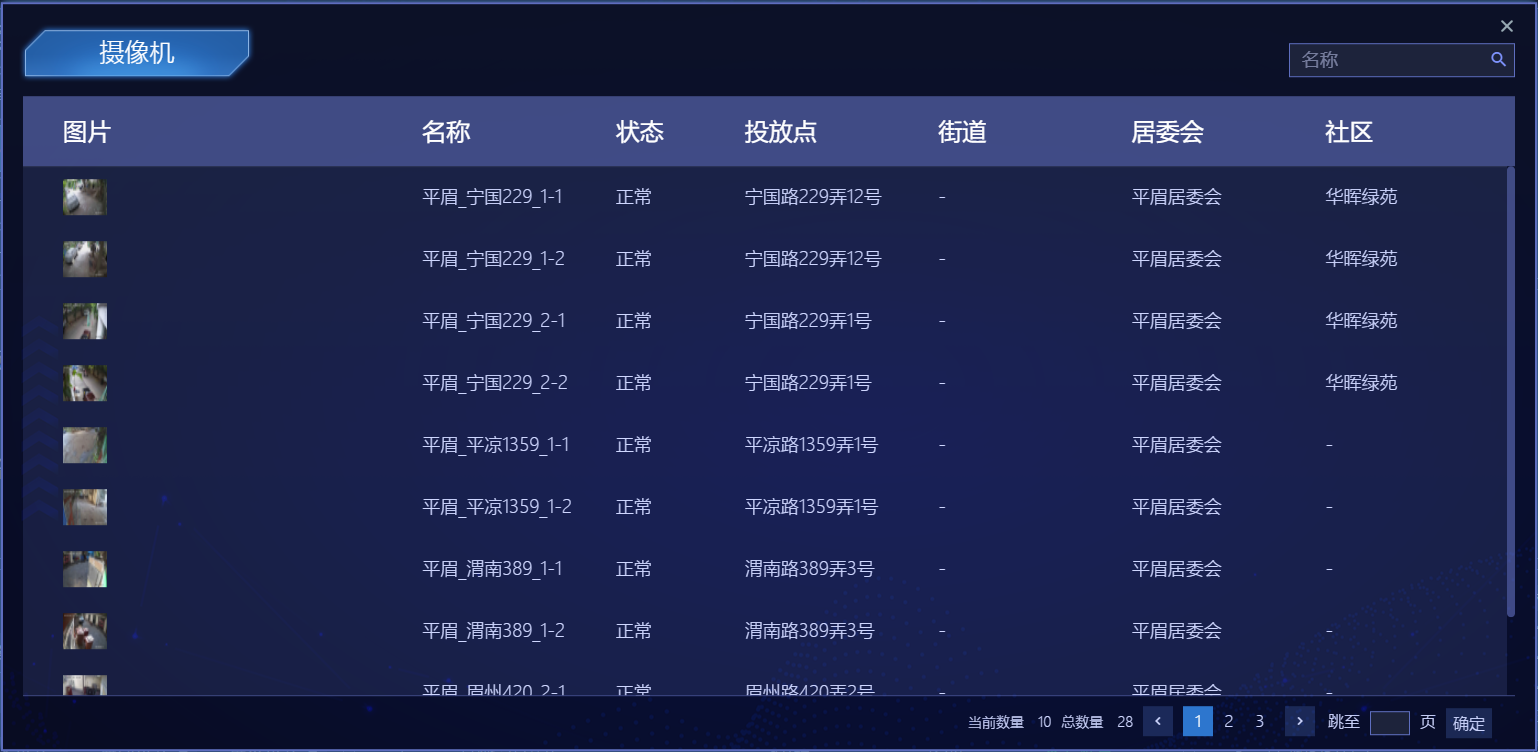 摄像机
名称
图片 名称 状态 投放点 街道 居委会 社区
平眉_宁国229_1-1 正常 宁国路229弄12号 - 平眉居委会 华晖绿苑
平眉_宁国229_1-2 正常 宁国路229弄12号 - 平眉居委会 华晖绿苑
平眉_宁国229_2-1 正常 宁国路229弄1号 - 平眉居委会 华晖绿苑
平眉_宁国229_2-2 正常 宁国路229弄1号 - 平眉居委会 华晖绿苑
平眉_平凉1359_1-1 正常 平凉路1359弄1号 - 平眉居委会 -
平眉_平凉1359_1-2 正常 平凉路1359弄1号 - 平眉居委会 -
平眉_渭南389_1-1 正常 渭南路389弄3号 - 平眉居委会 -
平眉_渭南389_1-2 正常 渭南路389弄3号 - 平眉居委会 -
平眉_眉州420_2-1 正常 眉州路420弄2号 - 平眉居委会 -
当前数量 10 总数量 28 1 2 3 跳至 页 确定